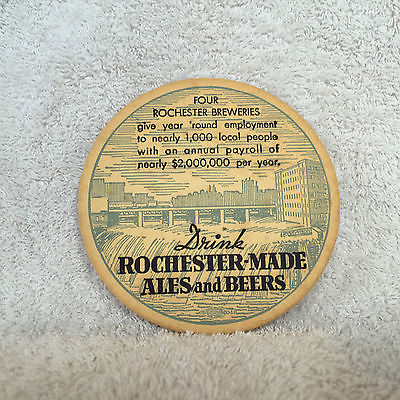 FOUR
ROCHESTER BREWERIES
give year 'round employment
to nearly 1,000 local people
with an annual payroll of
nearly $2,000,000 per year.
Drink
ROCHESTER-MADE
ALES and BEERS